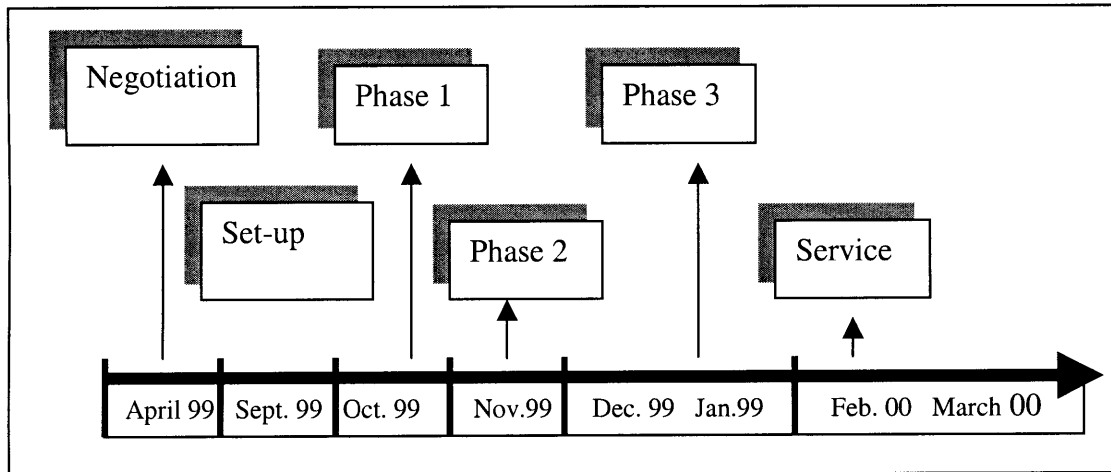 Negotiation
Phase 1
Phase 3
Set-up
Phase 2
Service
April 99 Sept. 99 Oct. 99 Nov.99 Dec. 99 Jan.99 Feb. 00 March 00